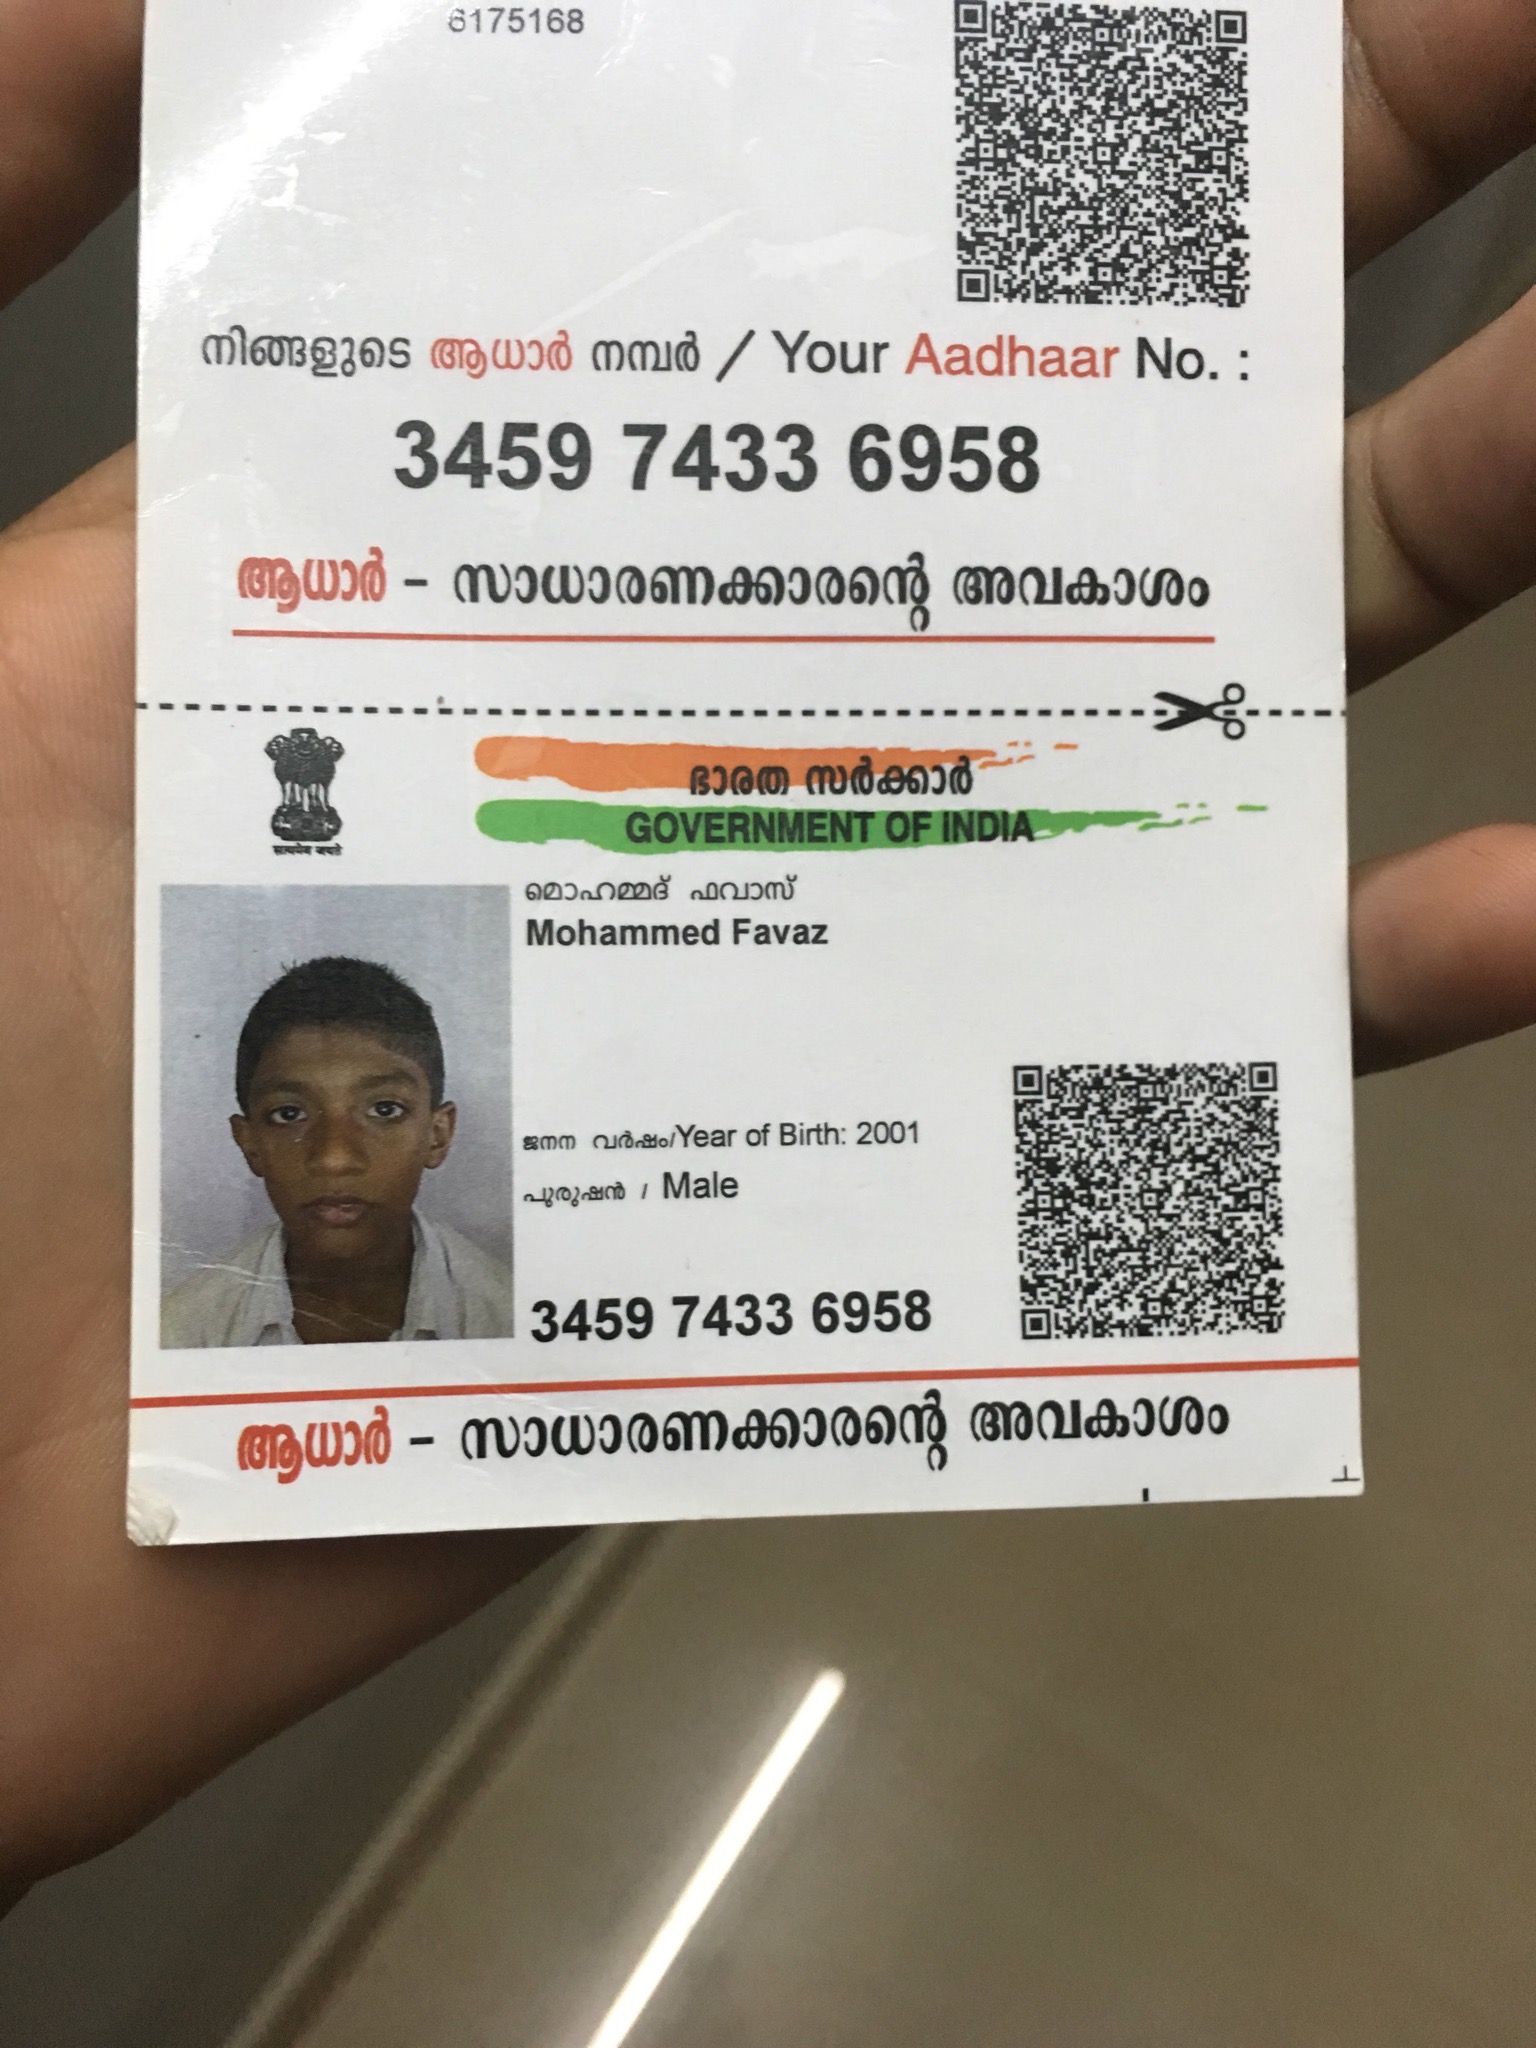 6175168
നിങ്ങളുടെ ആധാർ നമ്പർ / Your Aadhaar No. :
3459 7433 6958
ആധാർ – സാധാരണക്കാരന്റെ അവകാശം
ഭാരത സർക്കാർ
GOVERNMENT OF INDIA
सत्यमेव जयते
മൊഹമ്മദ് ഫവാസ്
Mohammed Favaz
ജനന വർഷം/Year of Birth: 2001
പുരുഷൻ / Male
3459 7433 6958
ആധാർ – സാധാരണക്കാരന്റെ അവകാശം